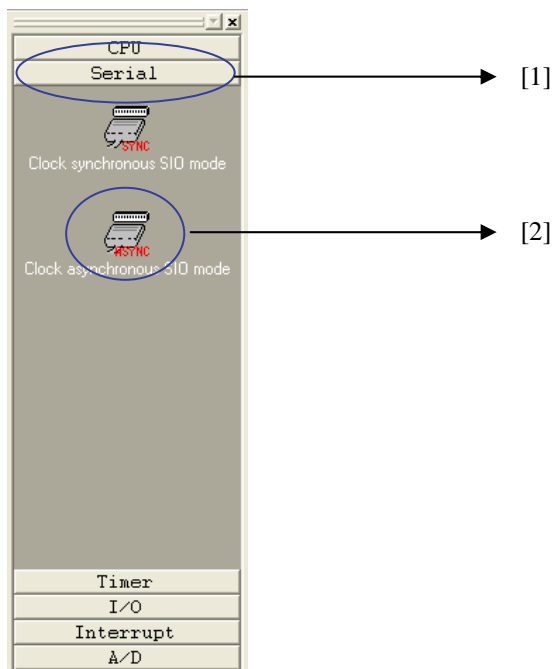 CPU
Serial
[1]
SYNC
Clock synchronous SIO mode
[2]
ASYNC
Clock asynchronous SIO mode
Timer
I/O
Interrupt
A/D